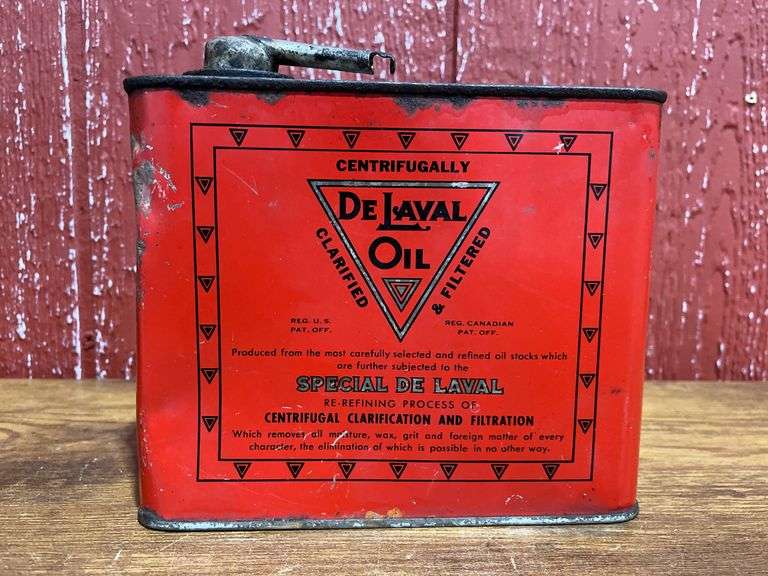 CENTRIFUGALLY
DE LAVAL
OIL
CLARIFIED
& FILTERED
REG. U. S.
PAT. OFF.
REG. CANADIAN
PAT. OFF.
Produced from the most carefully selected and refined oil stocks which
are further subjected to the
SPECIAL DE LAVAL
RE-REFINING PROCESS OF
CENTRIFUGAL CLARIFICATION AND FILTRATION
Which removes all moisture, wax, grit and foreign matter of every
character, the elimination of which is possible in no other way.